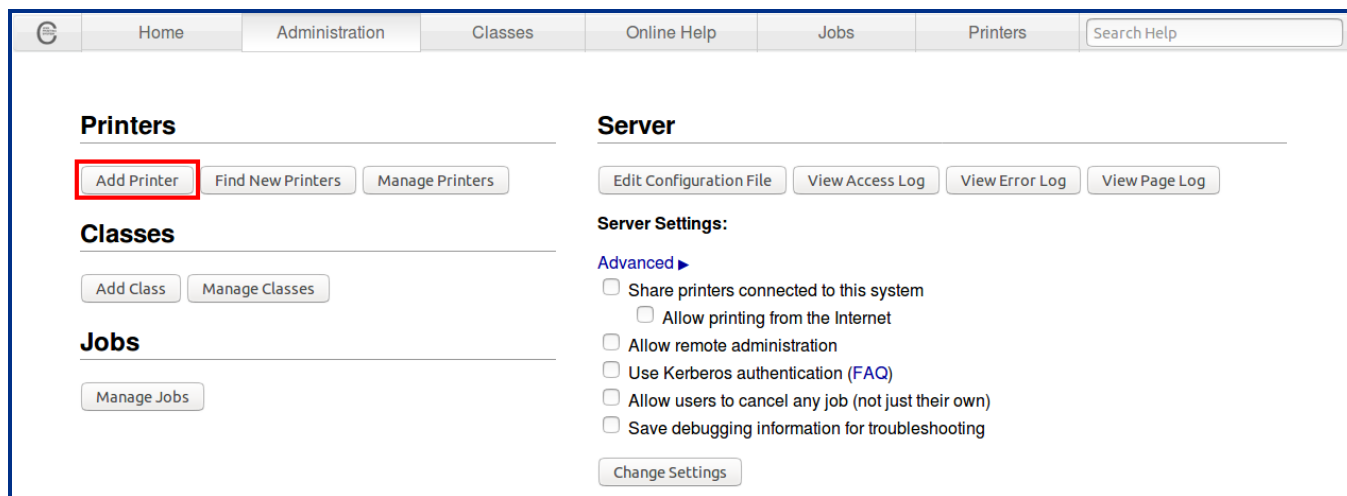 Home Administration Classes Online Help Jobs Printers Search Help
Printers
Add Printer Find New Printers Manage Printers
Classes
Add Class Manage Classes
Jobs
Manage Jobs
Server
Edit Configuration File View Access Log View Error Log View Page Log
Server Settings:
Advanced ▶
Share printers connected to this system
Allow printing from the Internet
Allow remote administration
Use Kerberos authentication (FAQ)
Allow users to cancel any job (not just their own)
Save debugging information for troubleshooting
Change Settings